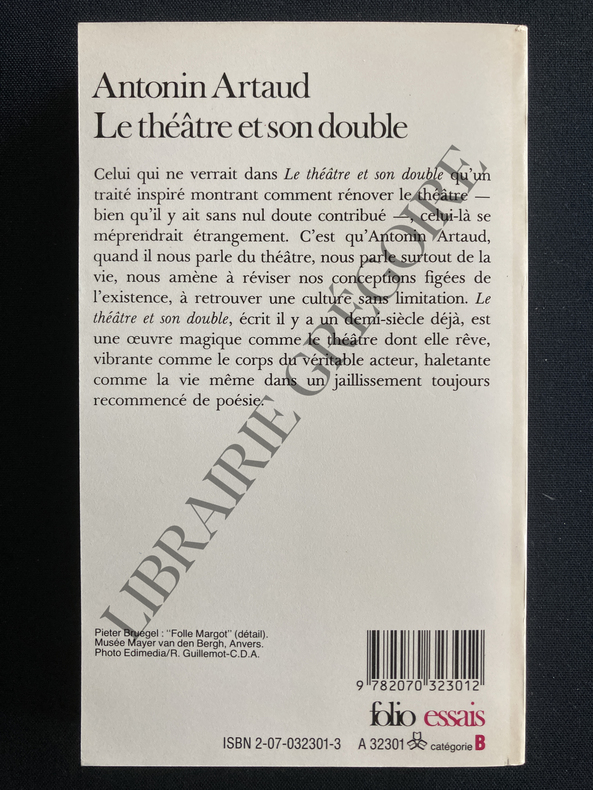 Antonin Artaud
Le théâtre et son double
Celui qui ne verrait dans Le théâtre et son double qu'un
traité inspiré montrant comment rénover le théâtre —
bien qu'il y ait sans nul doute contribué —, celui-là se
méprendrait étrangement. C'est qu'Antonin Artaud,
quand il nous parle du théâtre, nous parle surtout de la
vie, nous amène à réviser nos conceptions figées de
l'existence, à retrouver une culture sans limitation. Le
théâtre et son double, écrit il y a un demi-siècle déjà, est
une œuvre magique comme le théâtre dont elle rêve,
vibrante comme le corps du véritable acteur, haletante
comme la vie même dans un jaillissement toujours
recommencé de poésie.
LIBRAIRIE GRÉGOIRE
Pieter Bruegel : "Folle Margot" (détail).
Musée Mayer van den Bergh, Anvers.
Photo Edimedia/R. Guillemot-C.D.A.
9 782070 323012
folio essais
ISBN 2-07-032301-3 A 32301 catégorie B